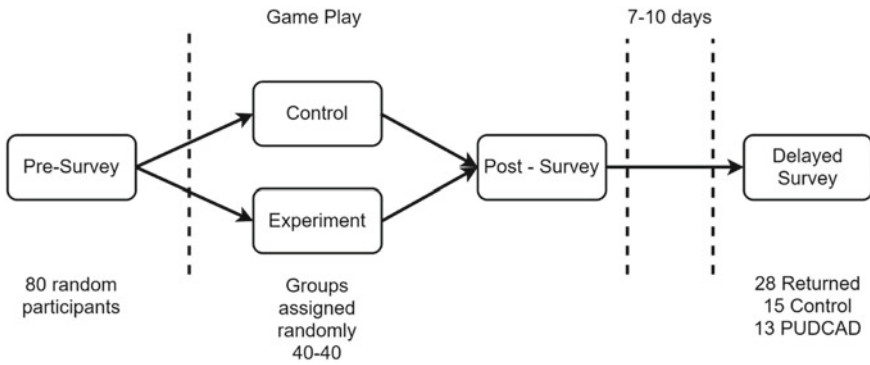 Game Play
7-10 days
Pre-Survey
Control
Experiment
Post - Survey
Delayed
Survey
80 random
participants
Groups
assigned
randomly
40-40
28 Returned
15 Control
13 PUDCAD